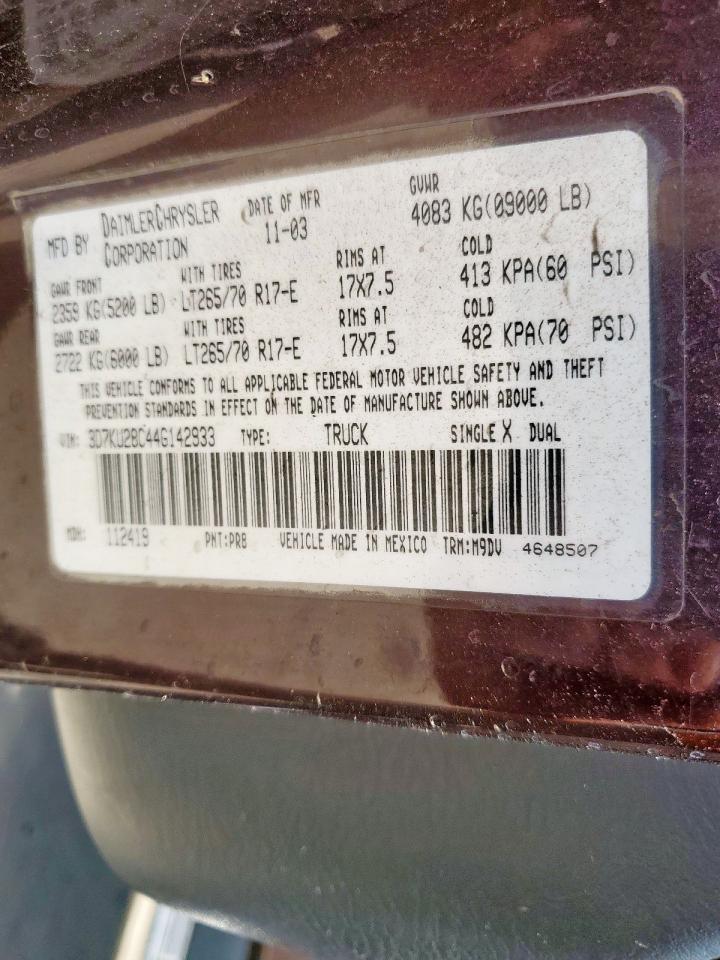 MFD BY DAIMLERCHRYSLER CORPORATION
DATE OF MFR 11-03
GVWR 4083 KG(09000 LB)
GAWR FRONT WITH TIRES RIMS AT COLD
2359 KG(5200 LB) LT265/70 R17-E 17X7.5 413 KPA(60 PSI)
GAWR REAR WITH TIRES RIMS AT COLD
2722 KG(6000 LB) LT265/70 R17-E 17X7.5 482 KPA(70 PSI)
THIS VEHICLE CONFORMS TO ALL APPLICABLE FEDERAL MOTOR VEHICLE SAFETY AND THEFT
PREVENTION STANDARDS IN EFFECT ON THE DATE OF MANUFACTURE SHOWN ABOVE.
VIN: 3D7KU28C44G142933 TYPE: TRUCK SINGLE X DUAL
MDH: 112419 PNT:PR8 VEHICLE MADE IN MEXICO TRM:M9DV 4648507